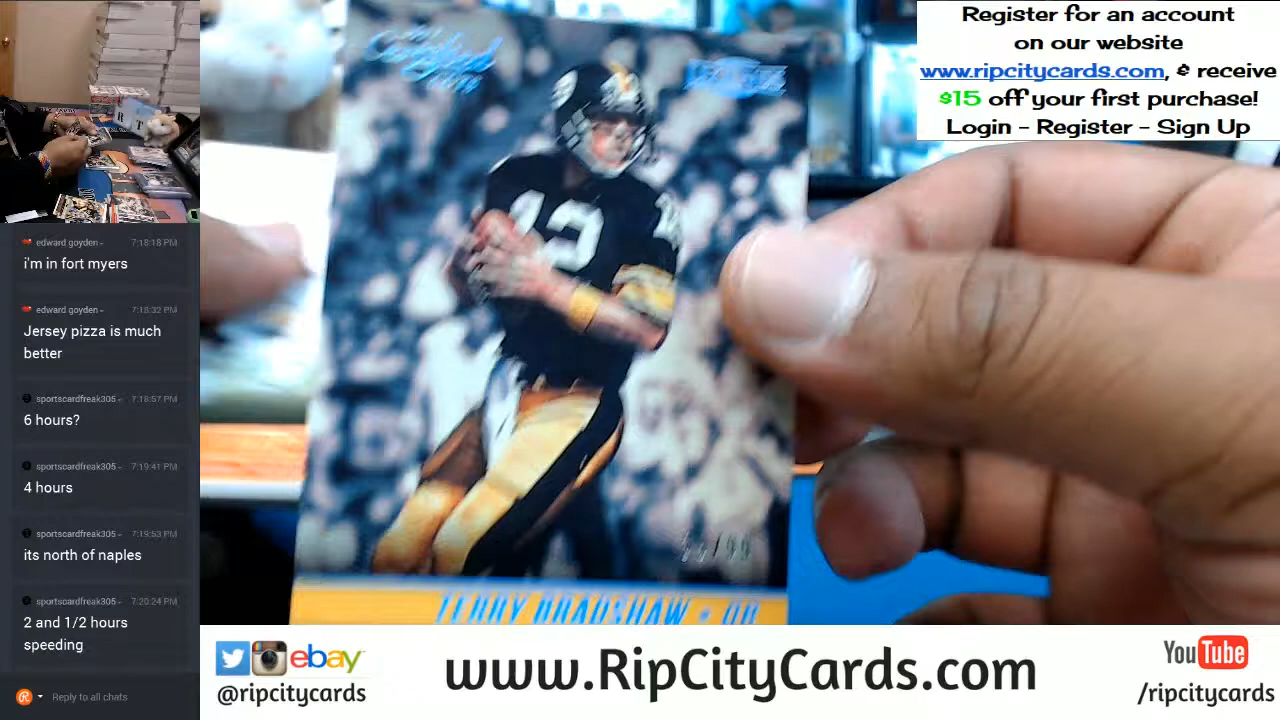 Register for an account
on our website
www.ripcitycards.com, & receive
$15 off your first purchase!
Login - Register - Sign Up
edward goyden - 7:18:18 PM
i'm in fort myers
edward goyden - 7:18:32 PM
Jersey pizza is much
better
sportscardfreak305 - 7:18:57 PM
6 hours?
sportscardfreak305 - 7:19:41 PM
4 hours
sportscardfreak305 - 7:19:53 PM
its north of naples
sportscardfreak305 - 7:20:24 PM
2 and 1/2 hours
speeding
Reply to all chats
12
/99
TERRY BRADSHAW • QB
ebay
@ripcitycards
www.RipCityCards.com
YouTube
/ripcitycards